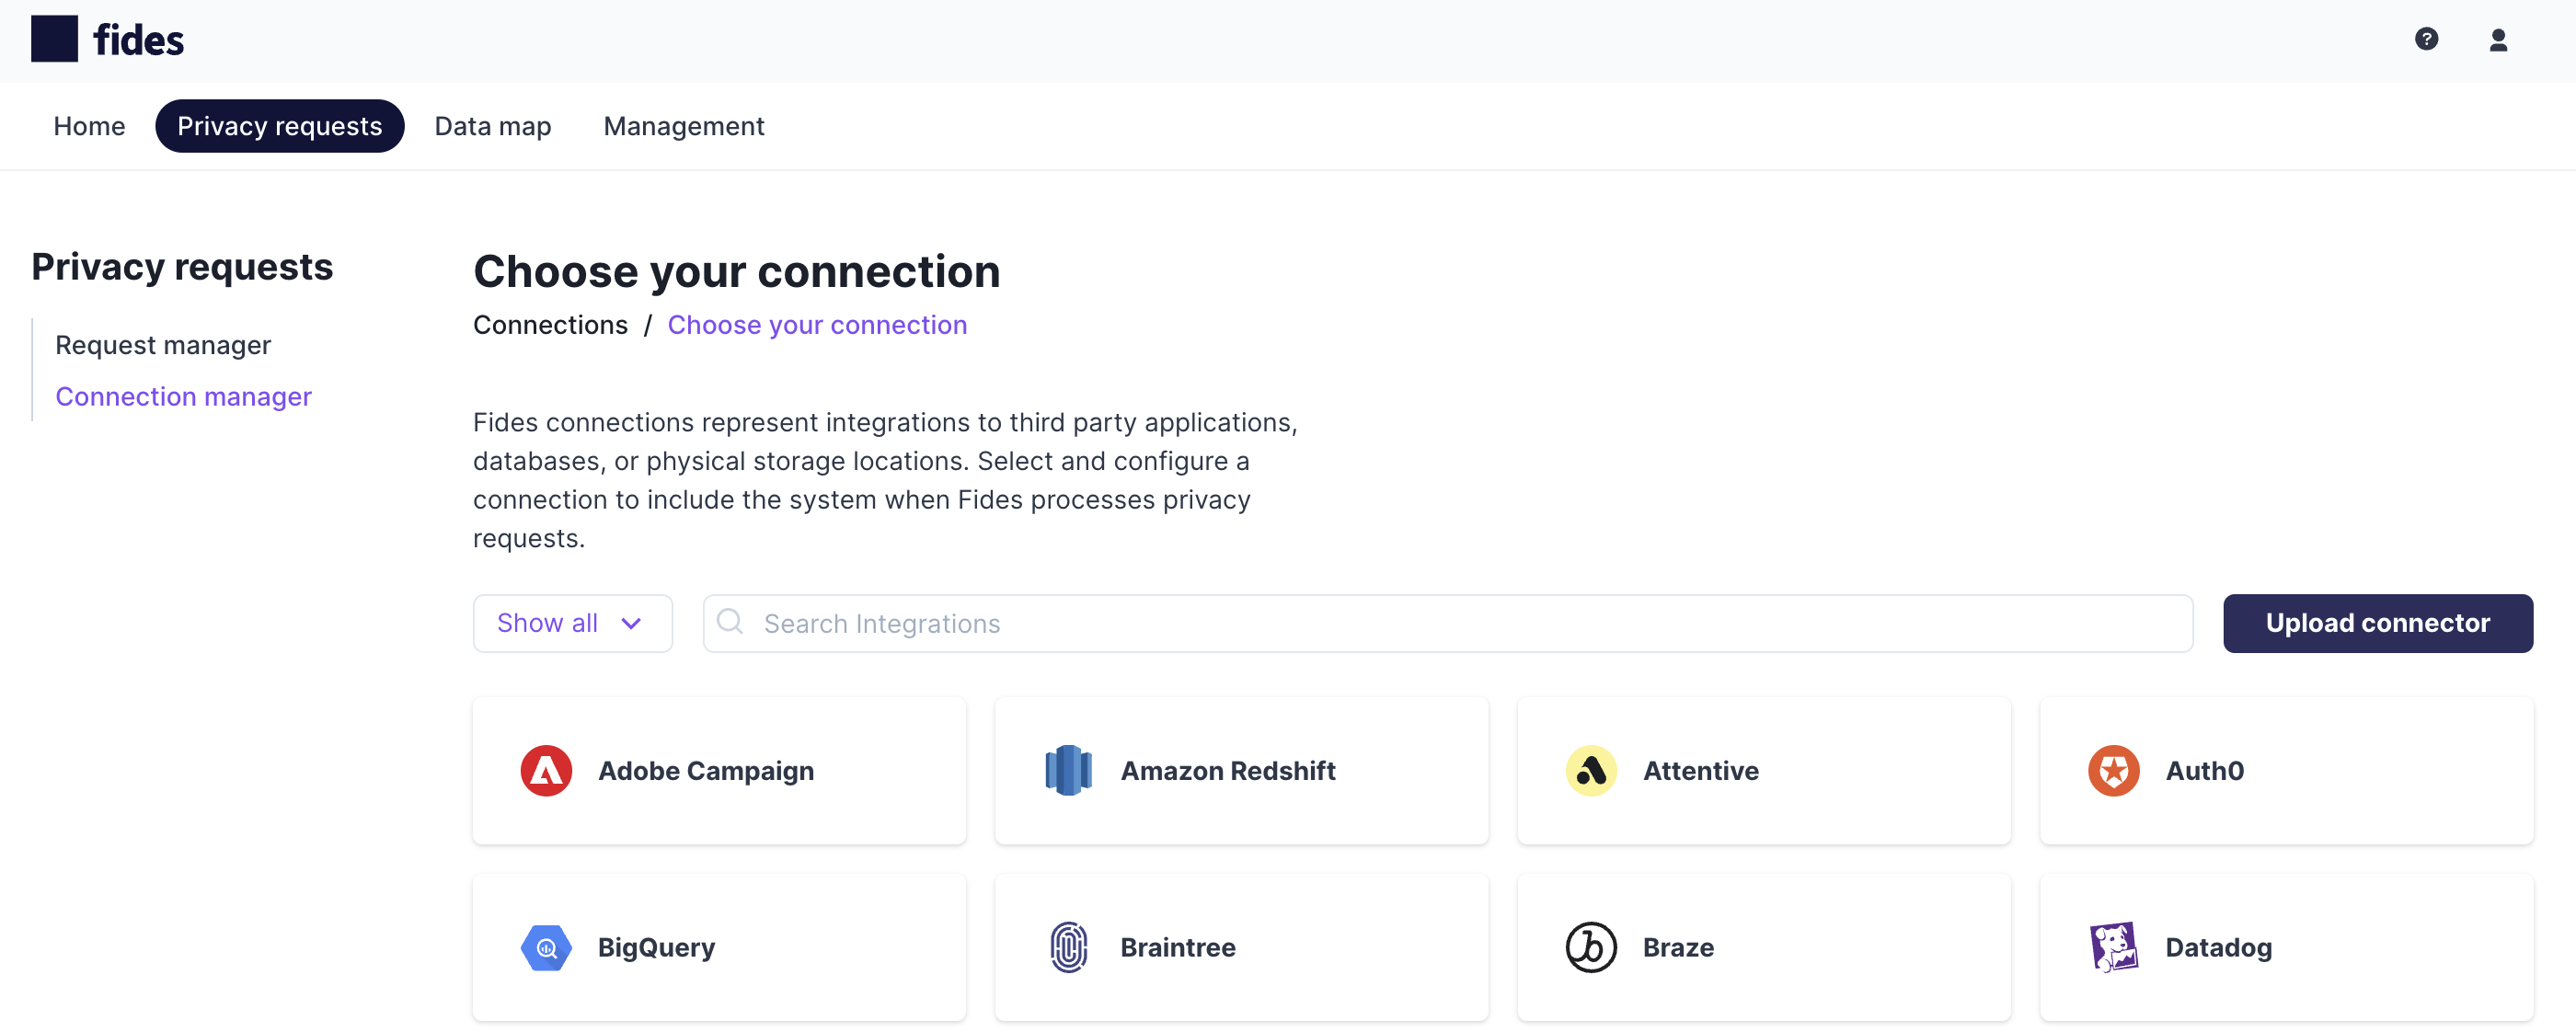 fides
Home
Privacy requests
Data map
Management
Privacy requests
Request manager
Connection manager
Choose your connection
Connections / Choose your connection
Fides connections represent integrations to third party applications,
databases, or physical storage locations. Select and configure a
connection to include the system when Fides processes privacy
requests.
Show all
Search Integrations
Upload connector
Adobe Campaign
Amazon Redshift
Attentive
Auth0
BigQuery
Braintree
Braze
Datadog